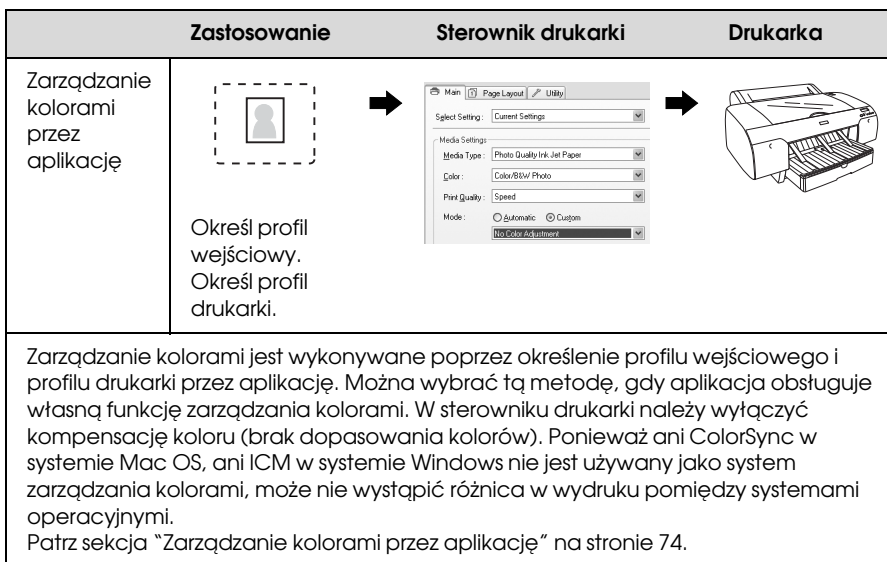 Zastosowanie Sterownik drukarki Drukarka
Zarządzanie
kolorami
przez
aplikację
Określ profil
wejściowy.
Określ profil
drukarki.
Main Page Layout Utility
Select Setting : Current Settings
Media Settings
Media Type : Photo Quality Ink Jet Paper
Color : Color/B&W Photo
Print Quality : Speed
Mode : Automatic Custom
No Color Adjustment
Zarządzanie kolorami jest wykonywane poprzez określenie profilu wejściowego i
profilu drukarki przez aplikację. Można wybrać tą metodę, gdy aplikacja obsługuje
własną funkcję zarządzania kolorami. W sterowniku drukarki należy wyłączyć
kompensację koloru (brak dopasowania kolorów). Ponieważ ani ColorSync w
systemie Mac OS, ani ICM w systemie Windows nie jest używany jako system
zarządzania kolorami, może nie wystąpić różnica w wydruku pomiędzy systemami
operacyjnymi.
Patrz sekcja “Zarządzanie kolorami przez aplikację” na stronie 74.